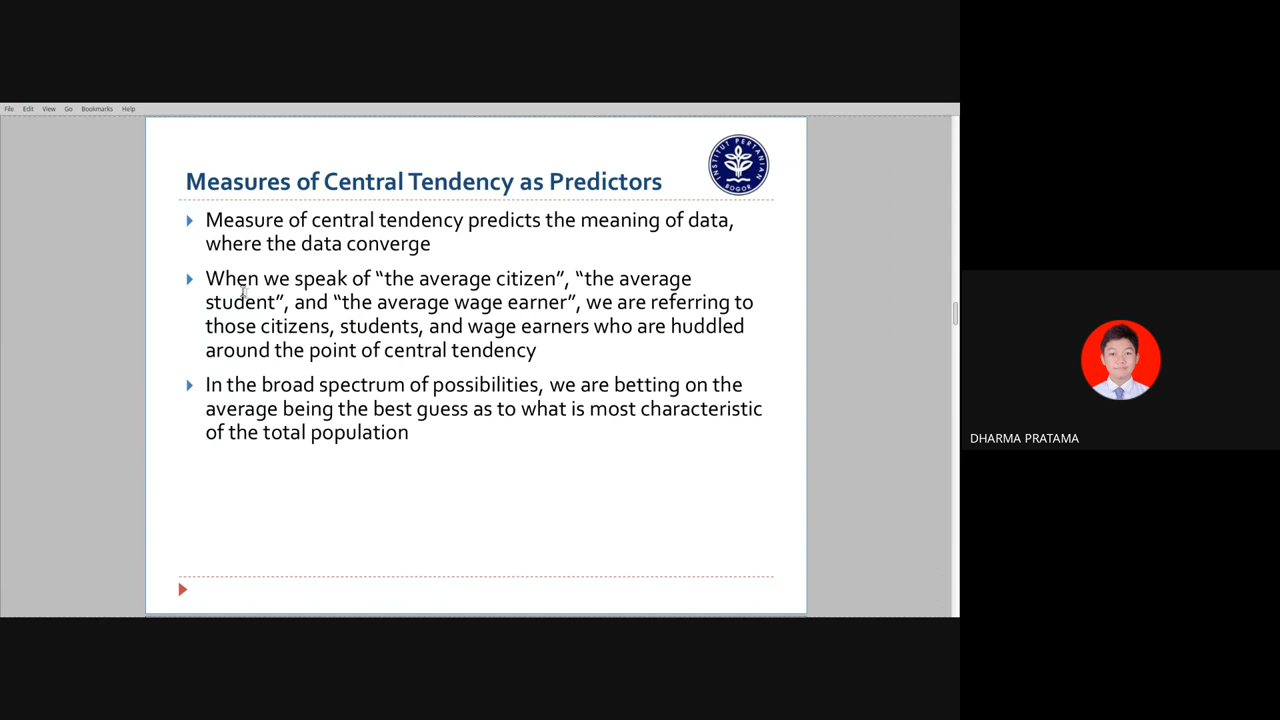 File Edit View Go Bookmarks Help
INSTITUT PERTANIAN
BOGOR
Measures of Central Tendency as Predictors
Measure of central tendency predicts the meaning of data,
where the data converge
When we speak of “the average citizen”, “the average
student”, and “the average wage earner”, we are referring to
those citizens, students, and wage earners who are huddled
around the point of central tendency
In the broad spectrum of possibilities, we are betting on the
average being the best guess as to what is most characteristic
of the total population
DHARMA PRATAMA